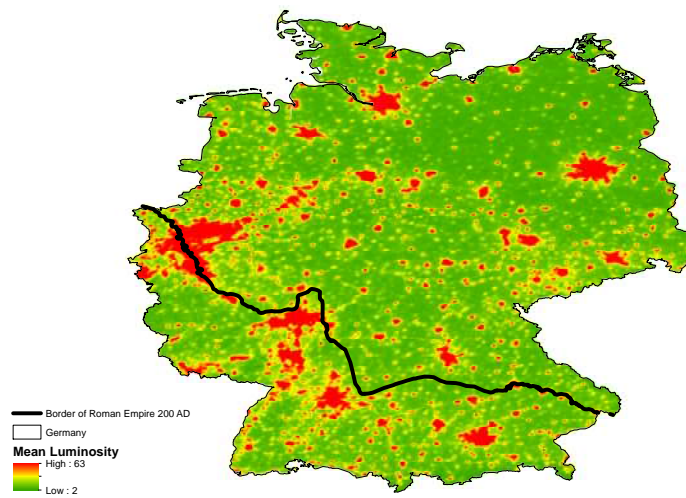 Border of Roman Empire 200 AD
Germany
Mean Luminosity
High : 63
Low : 2